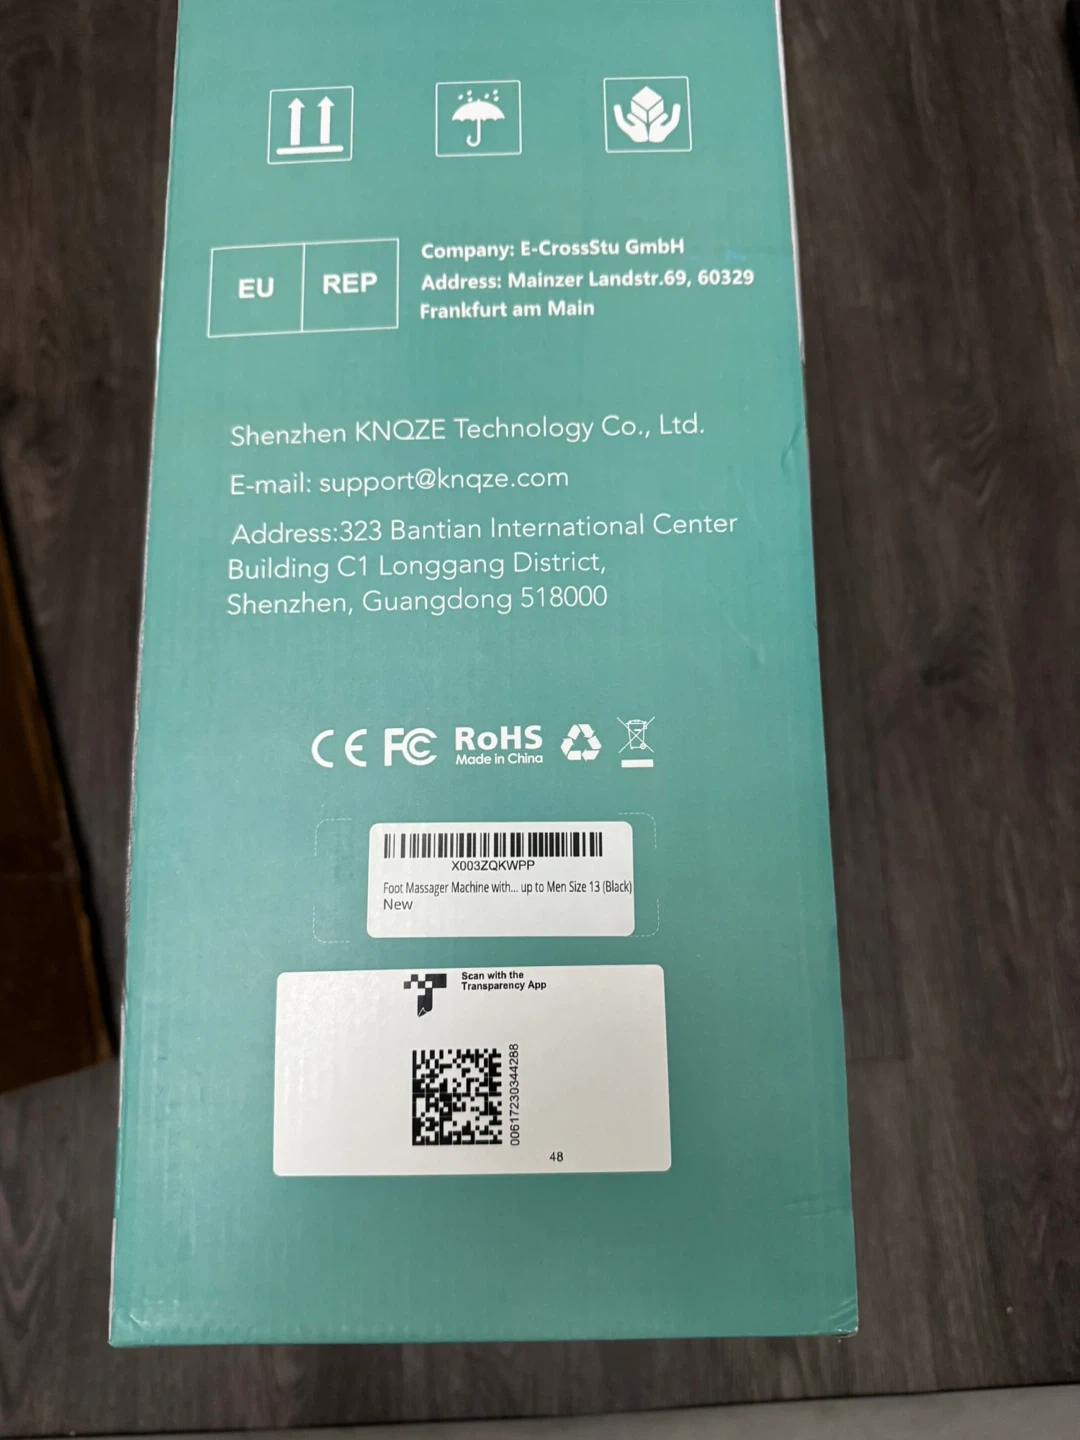 EU REP
Company: E-CrossStu GmbH
Address: Mainzer Landstr.69, 60329
Frankfurt am Main
Shenzhen KNQZE Technology Co., Ltd.
E-mail: support@knqze.com
Address:323 Bantian International Center
Building C1 Longgang District,
Shenzhen, Guangdong 518000
CE FC RoHS
Made in China
X003ZQKWPP
Foot Massager Machine with... up to Men Size 13 (Black)
New
Scan with the
Transparency App
00617230344288
48